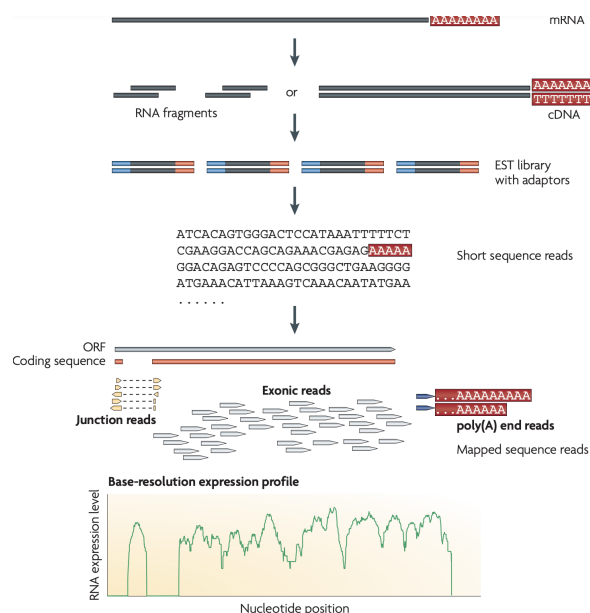 AAAAAAAA mRNA
AAAAAAA
or
TTTTTTT
RNA fragments
cDNA
EST library
with adaptors
ATCACAGTGGGACTCCATAAATTTTTCT
CGAAGGACCAGCAGAAACGAGAGAAAAA
GGACAGAGTCCCCAGCGGGCTGAAGGGG
ATGAAACATTAAAGTCAAACAATATGAA
......
Short sequence reads
ORF
Coding sequence
Exonic reads
Junction reads
...AAAAAAAAA
...AAAAAA
poly(A) end reads
Mapped sequence reads
Base-resolution expression profile
RNA expression level
Nucleotide position